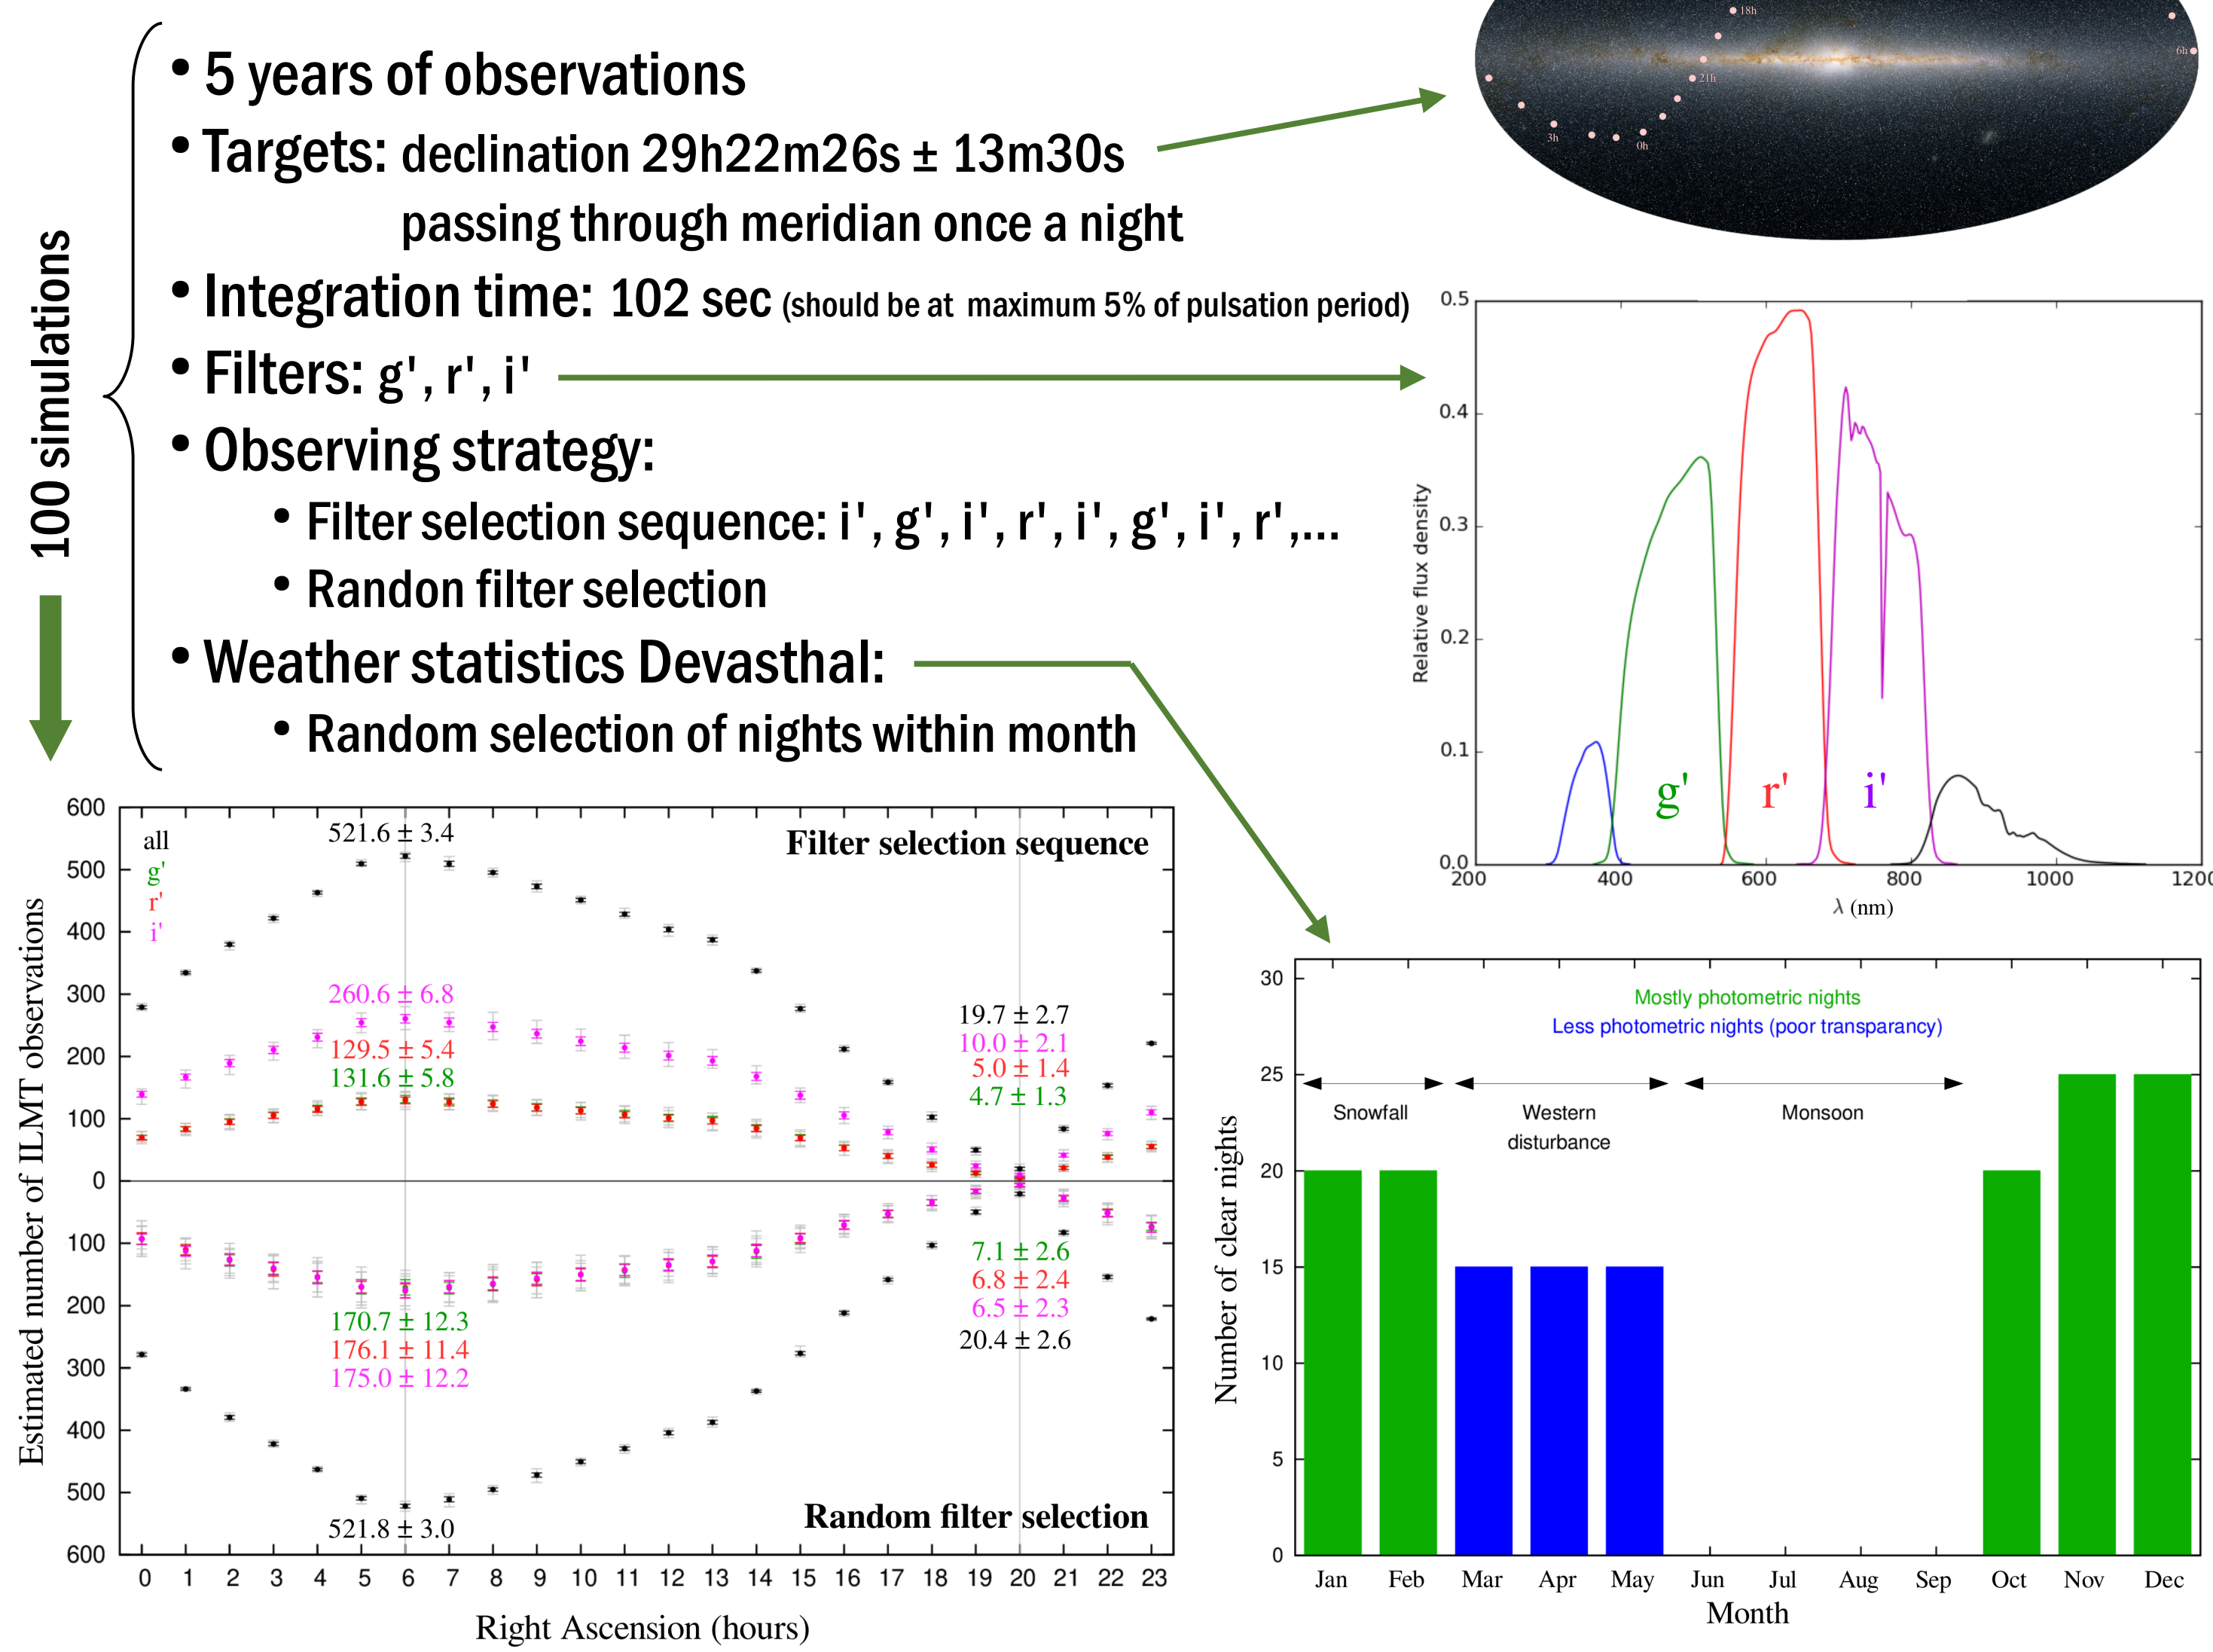 100 simulations
• 5 years of observations
• Targets: declination 29h22m26s ± 13m30s
passing through meridian once a night
• Integration time: 102 sec (should be at maximum 5% of pulsation period)
• Filters: g', r', i'
• Observing strategy:
• Filter selection sequence: i', g', i', r', i', g', i', r',...
• Randon filter selection
• Weather statistics Devasthal:
• Random selection of nights within month
18h
6h
21h
3h
0h
0.5
0.4
0.3
0.2
0.1
0.0
Relative flux density
g'
r'
i'
200 400 600 800 1000 1200
λ (nm)
Estimated number of ILMT observations
600
500
400
300
200
100
0
100
200
300
400
500
600
all
g'
r'
i'
521.6 ± 3.4
Filter selection sequence
260.6 ± 6.8
129.5 ± 5.4
131.6 ± 5.8
19.7 ± 2.7
10.0 ± 2.1
5.0 ± 1.4
4.7 ± 1.3
7.1 ± 2.6
6.8 ± 2.4
6.5 ± 2.3
20.4 ± 2.6
170.7 ± 12.3
176.1 ± 11.4
175.0 ± 12.2
521.8 ± 3.0
Random filter selection
0 1 2 3 4 5 6 7 8 9 10 11 12 13 14 15 16 17 18 19 20 21 22 23
Right Ascension (hours)
Number of clear nights
30
25
20
15
10
5
0
Mostly photometric nights
Less photometric nights (poor transparancy)
Snowfall
Western
disturbance
Monsoon
Jan Feb Mar Apr May Jun Jul Aug Sep Oct Nov Dec
Month